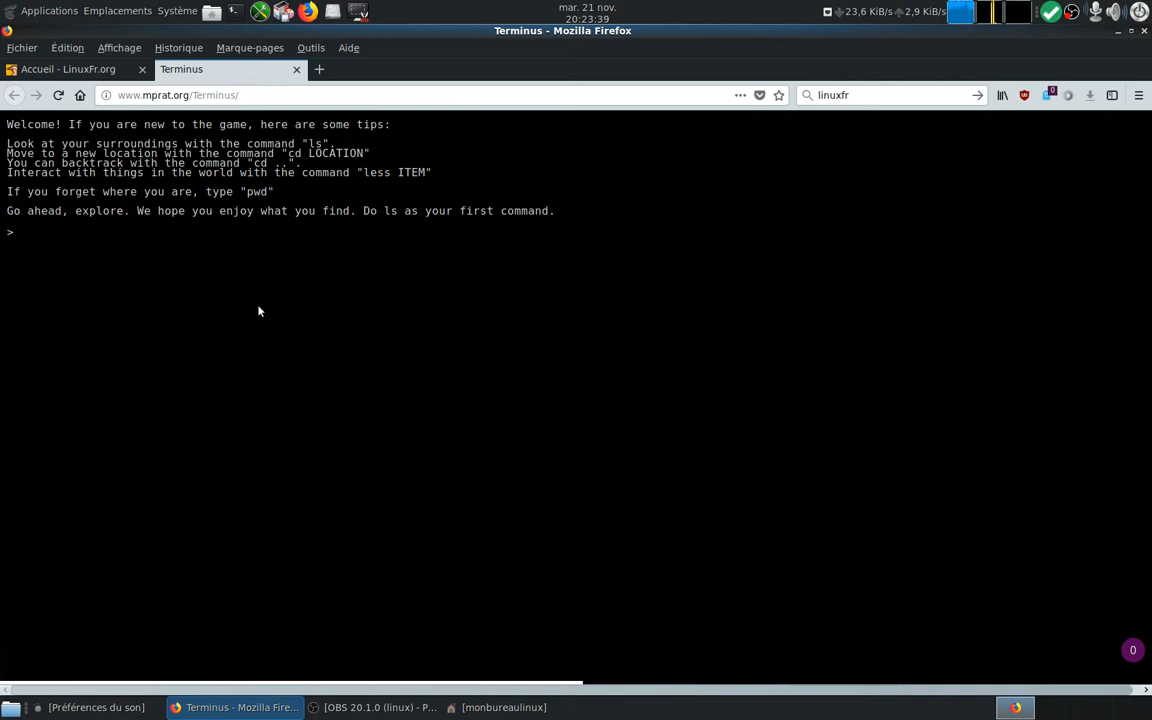 Applications Emplacements Système
mar. 21 nov.
20:23:39
23,6 KiB/s 2,9 KiB/s
Terminus - Mozilla Firefox
Fichier Édition Affichage Historique Marque-pages Outils Aide
Accueil - LinuxFr.org
Terminus
www.mprat.org/Terminus/
linuxfr
0
Welcome! If you are new to the game, here are some tips:
Look at your surroundings with the command "ls".
Move to a new location with the command "cd LOCATION"
You can backtrack with the command "cd ..".
Interact with things in the world with the command "less ITEM"
If you forget where you are, type "pwd"
Go ahead, explore. We hope you enjoy what you find. Do ls as your first command.
>
0
[Préférences du son]
Terminus - Mozilla Fire...
[OBS 20.1.0 (linux) - P...
[monbureaulinux]